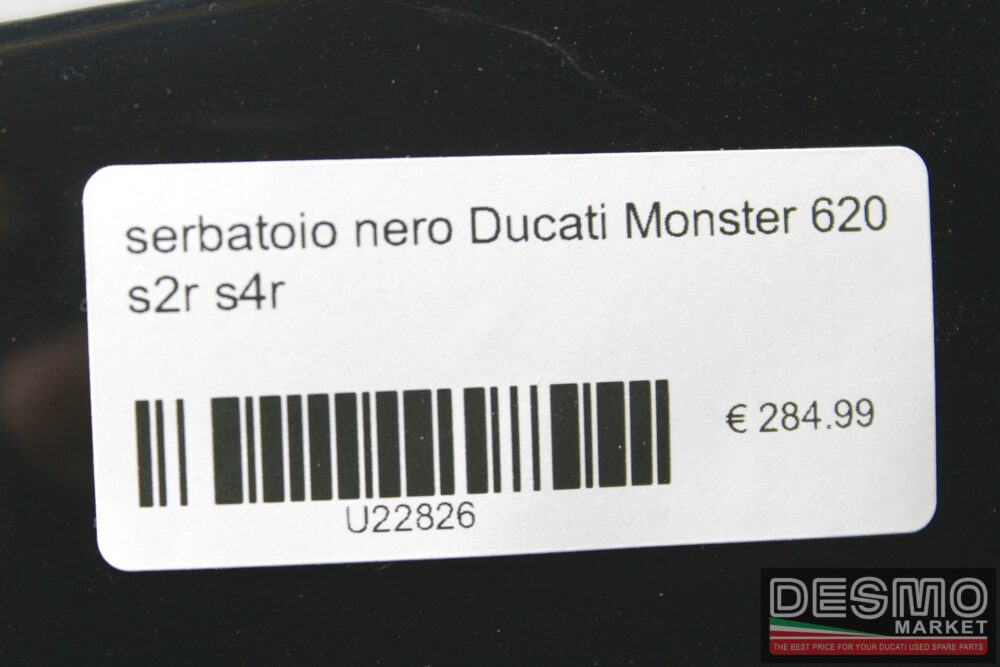 serbatoio nero Ducati Monster 620
s2r s4r
€ 284.99
U22826
DESMO
MARKET
THE BEST PRICE FOR YOUR DUCATI USED SPARE PARTS